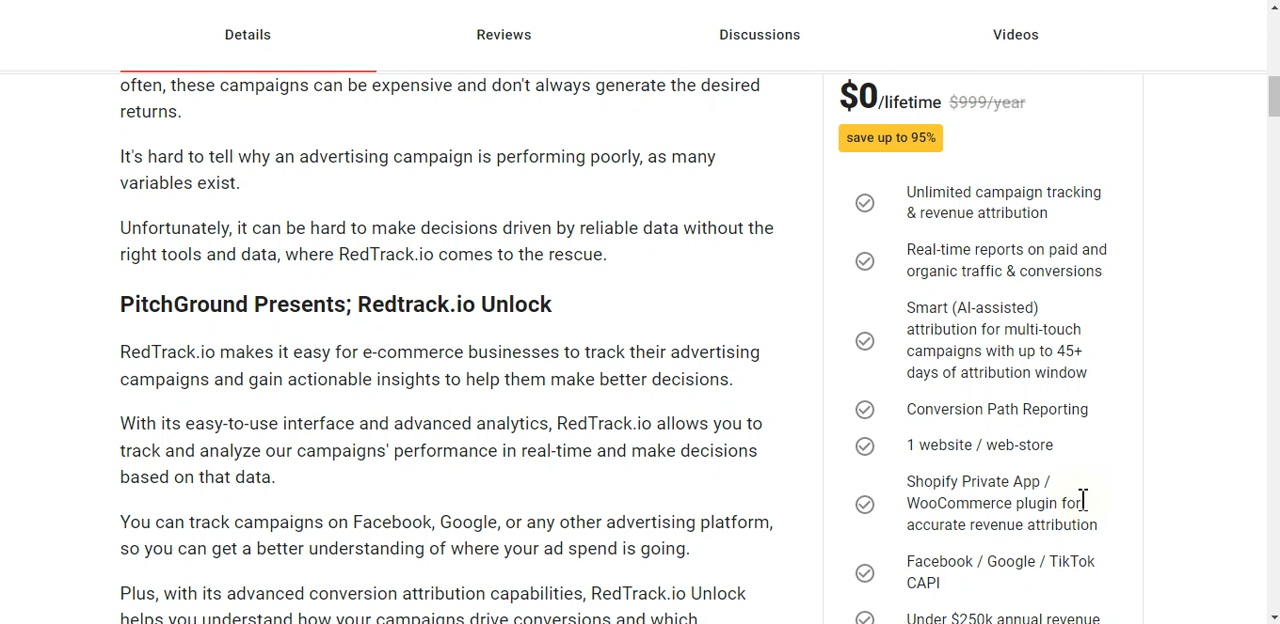 Details
Reviews
Discussions
Videos
often, these campaigns can be expensive and don't always generate the desired
returns.
It's hard to tell why an advertising campaign is performing poorly, as many
variables exist.
Unfortunately, it can be hard to make decisions driven by reliable data without the
right tools and data, where RedTrack.io comes to the rescue.
PitchGround Presents; Redtrack.io Unlock
RedTrack.io makes it easy for e-commerce businesses to track their advertising
campaigns and gain actionable insights to help them make better decisions.
With its easy-to-use interface and advanced analytics, RedTrack.io allows you to
track and analyze our campaigns' performance in real-time and make decisions
based on that data.
You can track campaigns on Facebook, Google, or any other advertising platform,
so you can get a better understanding of where your ad spend is going.
Plus, with its advanced conversion attribution capabilities, RedTrack.io Unlock
helps you understand how your campaigns drive conversions and which
$0/lifetime $999/year
save up to 95%
Unlimited campaign tracking
& revenue attribution
Real-time reports on paid and
organic traffic & conversions
Smart (AI-assisted)
attribution for multi-touch
campaigns with up to 45+
days of attribution window
Conversion Path Reporting
1 website / web-store
Shopify Private App /
WooCommerce plugin for
accurate revenue attribution
Facebook / Google / TikTok
CAPI
Under $250k annual revenue